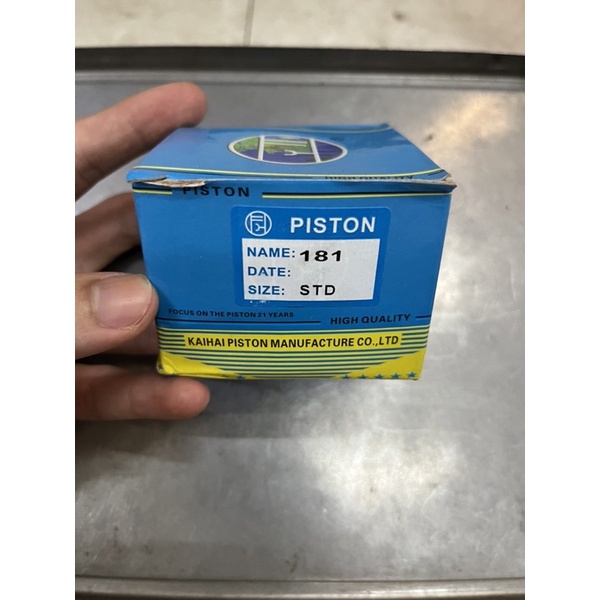 HIGH QUALITY
PISTON
PISTON
NAME: 181
DATE:
SIZE: STD
FOCUS ON THE PISTON 21 YEARS
HIGH QUALITY
KAIHAI PISTON MANUFACTURE CO.,LTD